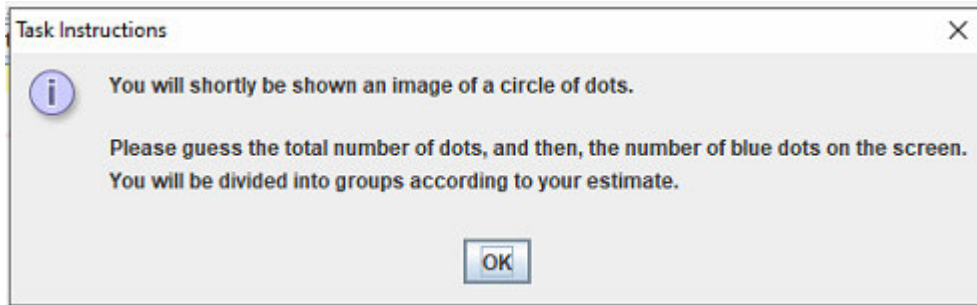 Task Instructions
You will shortly be shown an image of a circle of dots.
Please guess the total number of dots, and then, the number of blue dots on the screen.
You will be divided into groups according to your estimate.
OK